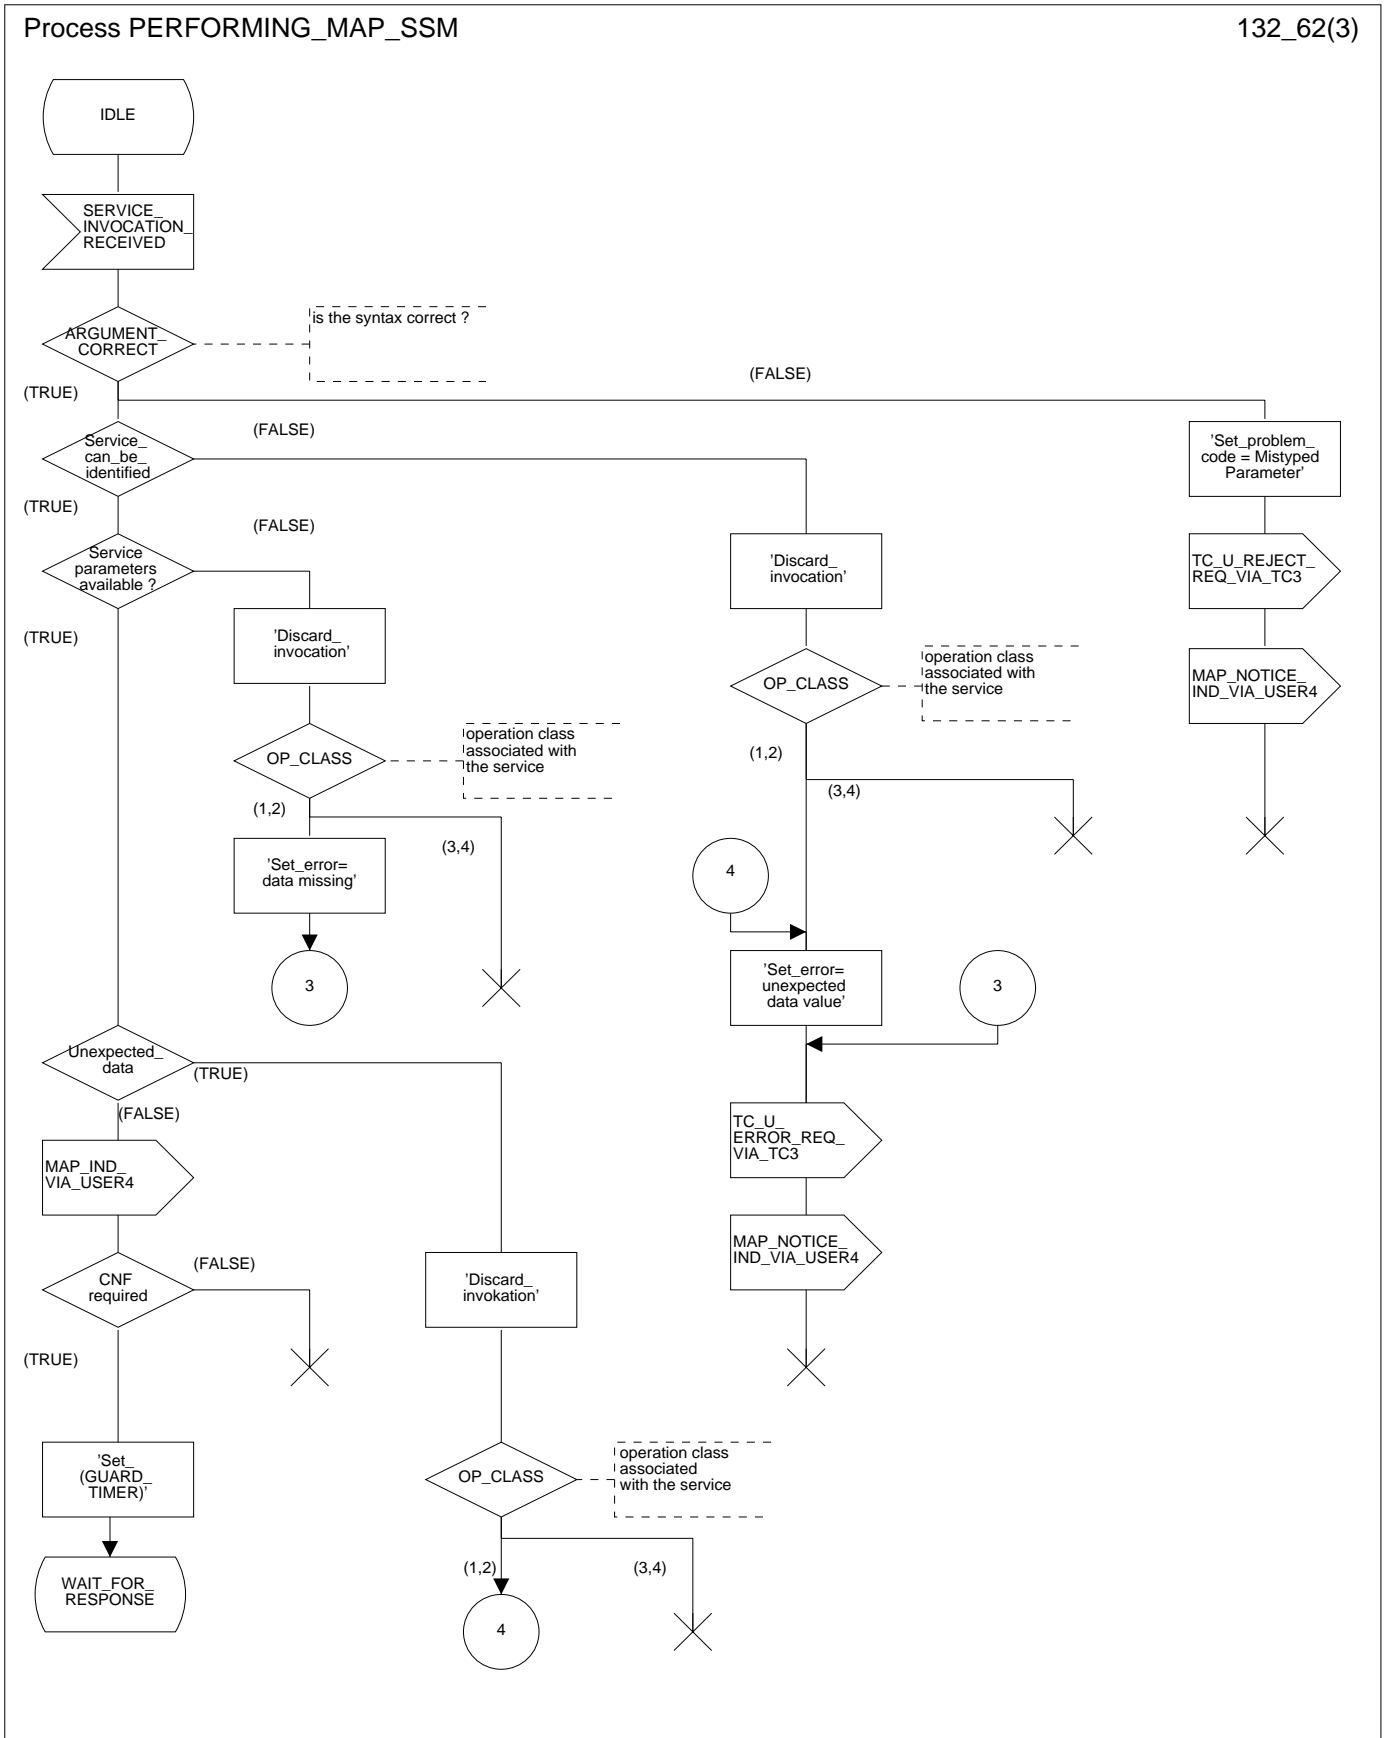 Process PERFORMING_MAP_SSM
132_62(3)
IDLE
SERVICE_
INVOCATION_
RECEIVED
ARGUMENT_
CORRECT
is the syntax correct ?
(TRUE)
(FALSE)
Service_
can_be_
identified
(FALSE)
'Set_problem_
code = Mistyped
Parameter'
(TRUE)
(FALSE)
Service
parameters
available ?
'Discard_
invocation'
TC_U_REJECT_
REQ_VIA_TC3
(TRUE)
'Discard_
invocation'
OP_CLASS
operation class
associated with
the service
MAP_NOTICE_
IND_VIA_USER4
OP_CLASS
operation class
associated with
the service
(1,2)
(3,4)
(1,2)
(3,4)
'Set_error=
data missing'
4
3
'Set_error=
unexpected
data value'
3
Unexpected_
data
(TRUE)
(FALSE)
TC_U_
ERROR_REQ_
VIA_TC3
MAP_IND_
VIA_USER4
MAP_NOTICE_
IND_VIA_USER4
CNF
required
(FALSE)
'Discard_
invokation'
(TRUE)
'Set_
(GUARD_
TIMER)'
OP_CLASS
operation class
associated
with the service
(1,2)
(3,4)
WAIT_FOR_
RESPONSE
4